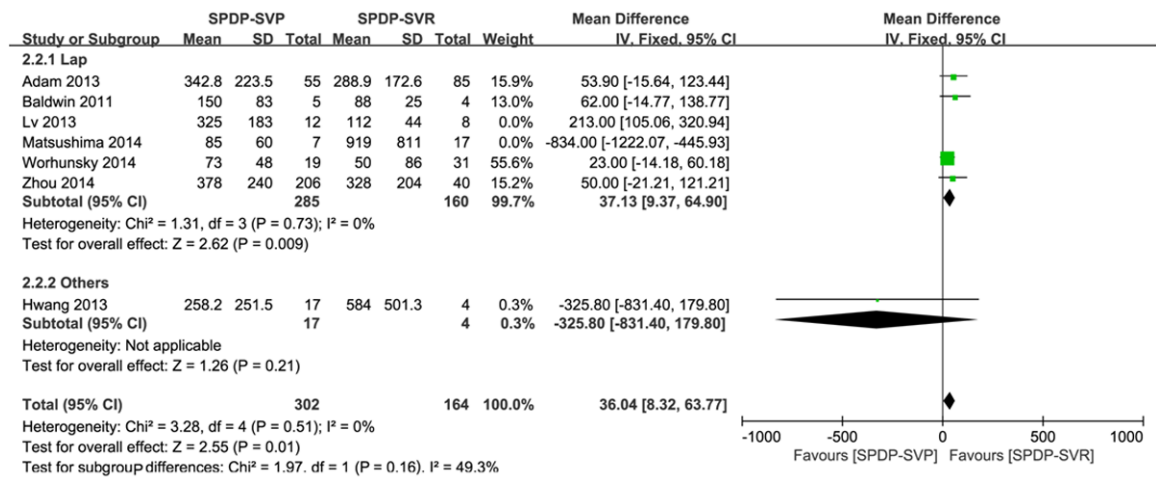 SPDP-SVP SPDP-SVR Mean Difference Mean Difference
Study or Subgroup Mean SD Total Mean SD Total Weight IV, Fixed, 95% CI IV, Fixed, 95% CI
2.2.1 Lap
Adam 2013 342.8 223.5 55 288.9 172.6 85 15.9% 53.90 [-15.64, 123.44]
Baldwin 2011 150 83 5 88 25 4 13.0% 62.00 [-14.77, 138.77]
Lv 2013 325 183 12 112 44 8 0.0% 213.00 [105.06, 320.94]
Matsushima 2014 85 60 7 919 811 17 0.0% -834.00 [-1222.07, -445.93]
Worhunsky 2014 73 48 19 50 86 31 55.6% 23.00 [-14.18, 60.18]
Zhou 2014 378 240 206 328 204 40 15.2% 50.00 [-21.21, 121.21]
Subtotal (95% CI) 285 160 99.7% 37.13 [9.37, 64.90]
Heterogeneity: Chi² = 1.31, df = 3 (P = 0.73); I² = 0%
Test for overall effect: Z = 2.62 (P = 0.009)
2.2.2 Others
Hwang 2013 258.2 251.5 17 584 501.3 4 0.3% -325.80 [-831.40, 179.80]
Subtotal (95% CI) 17 4 0.3% -325.80 [-831.40, 179.80]
Heterogeneity: Not applicable
Test for overall effect: Z = 1.26 (P = 0.21)
Total (95% CI) 302 164 100.0% 36.04 [8.32, 63.77]
Heterogeneity: Chi² = 3.28, df = 4 (P = 0.51); I² = 0%
Test for overall effect: Z = 2.55 (P = 0.01)
Test for subgroup differences: Chi² = 1.97. df = 1 (P = 0.16). I² = 49.3%
-1000 -500 0 500 1000
Favours [SPDP-SVP] Favours [SPDP-SVR]